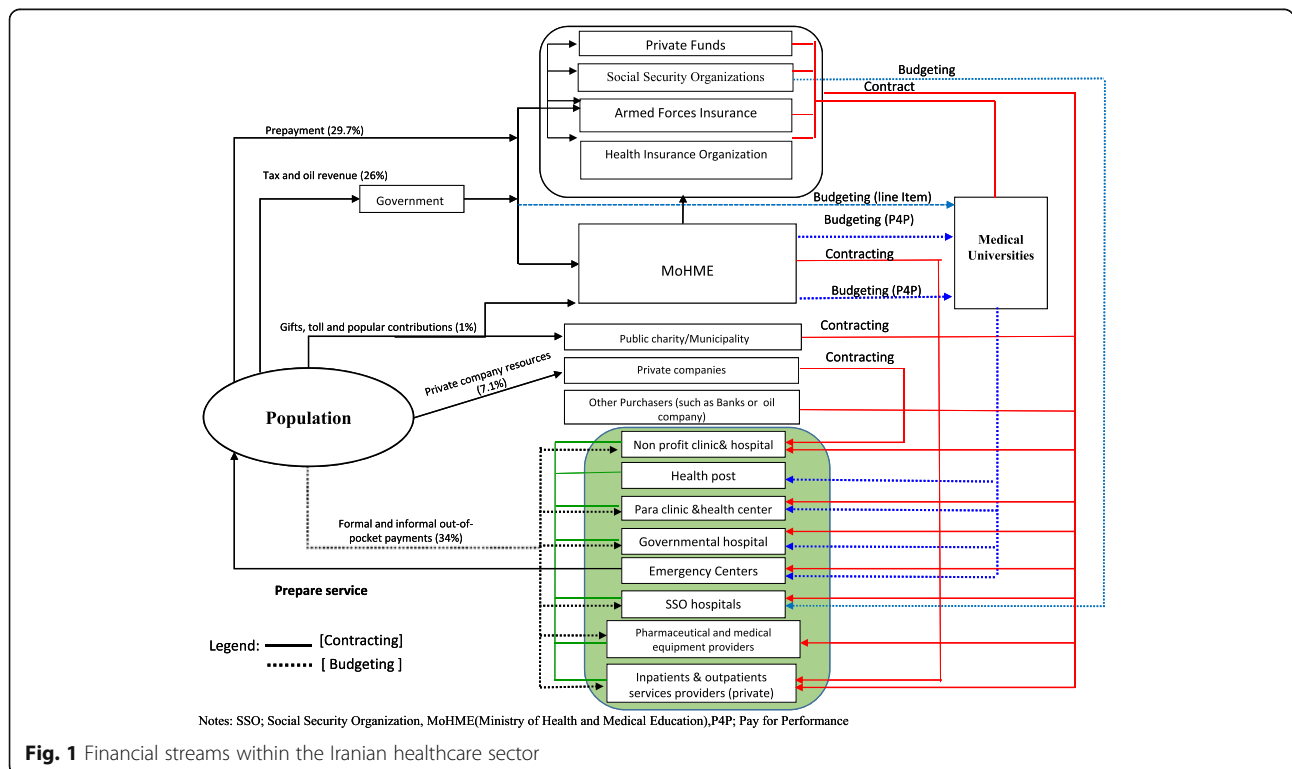 Private Funds
Social Security Organizations
Budgeting
Contract
Armed Forces Insurance
Prepayment (29.7%)
Health Insurance Organization
Tax and oil revenue (26%)
Government
Budgeting (line Item)
Budgeting (P4P)
Medical
Universities
MoHME
Contracting
Budgeting (P4P)
Gifts, toll and popular contributions (1%)
Contracting
Public charity/Municipality
Private company resources
(7.1%)
Contracting
Private companies
Population
Other Purchasers (such as Banks or oil
company)
Non profit clinic& hospital
Health post
Para clinic &health center
Formal and informal out-of-
pocket payments (34%)
Governmental hospital
Emergency Centers
Prepare service
SSO hospitals
Legend:
[Contracting]
[ Budgeting ]
Pharmaceutical and medical
equipment providers
Inpatients & outpatients
services providers (private)
Notes: SSO; Social Security Organization, MoHME(Ministry of Health and Medical Education),P4P; Pay for Performance
Fig. 1 Financial streams within the Iranian healthcare sector